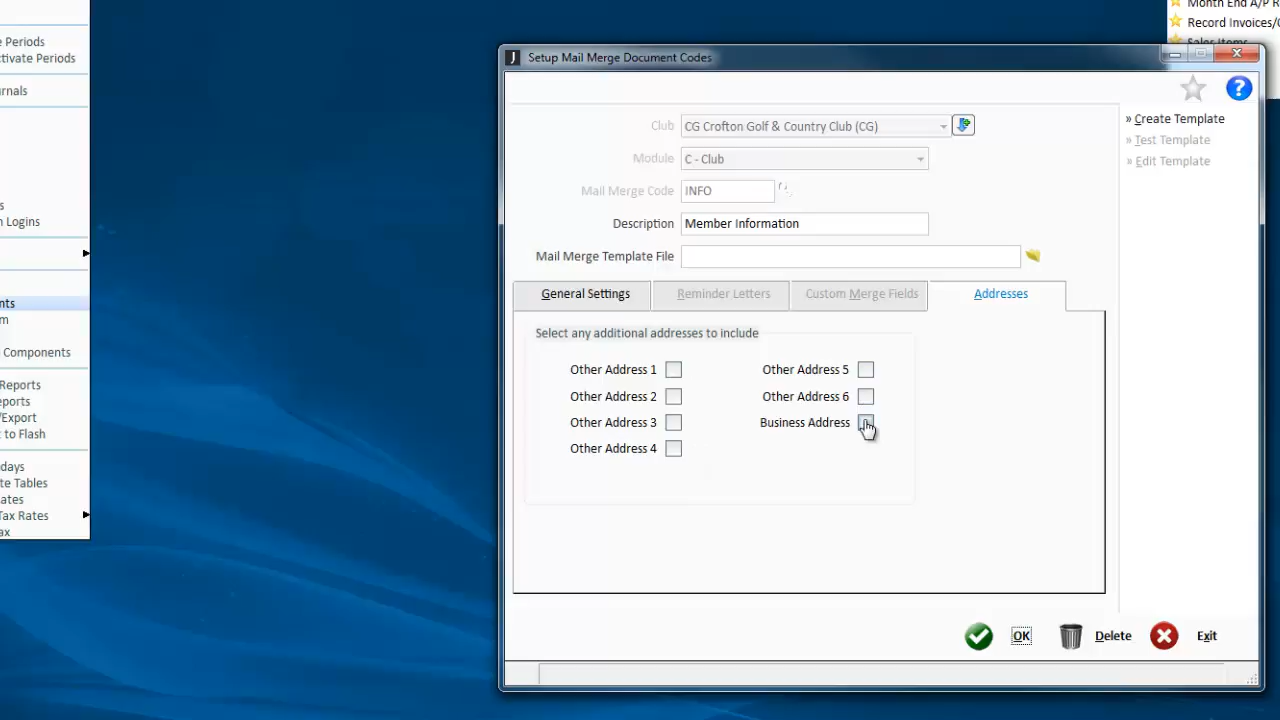 Month End A/P R
Record Invoices/C
Sales Items
e Periods
ctivate Periods
rnals
s
n Logins
nts
m
Components
Reports
ports
/Export
t to Flash
days
te Tables
ates
Tax Rates
ax
J Setup Mail Merge Document Codes
?
Club CG Crofton Golf & Country Club (CG)
Module C - Club
Mail Merge Code INFO
Description Member Information
Mail Merge Template File
» Create Template
» Test Template
» Edit Template
General Settings Reminder Letters Custom Merge Fields Addresses
Select any additional addresses to include
Other Address 1 Other Address 5
Other Address 2 Other Address 6
Other Address 3 Business Address
Other Address 4
OK Delete Exit